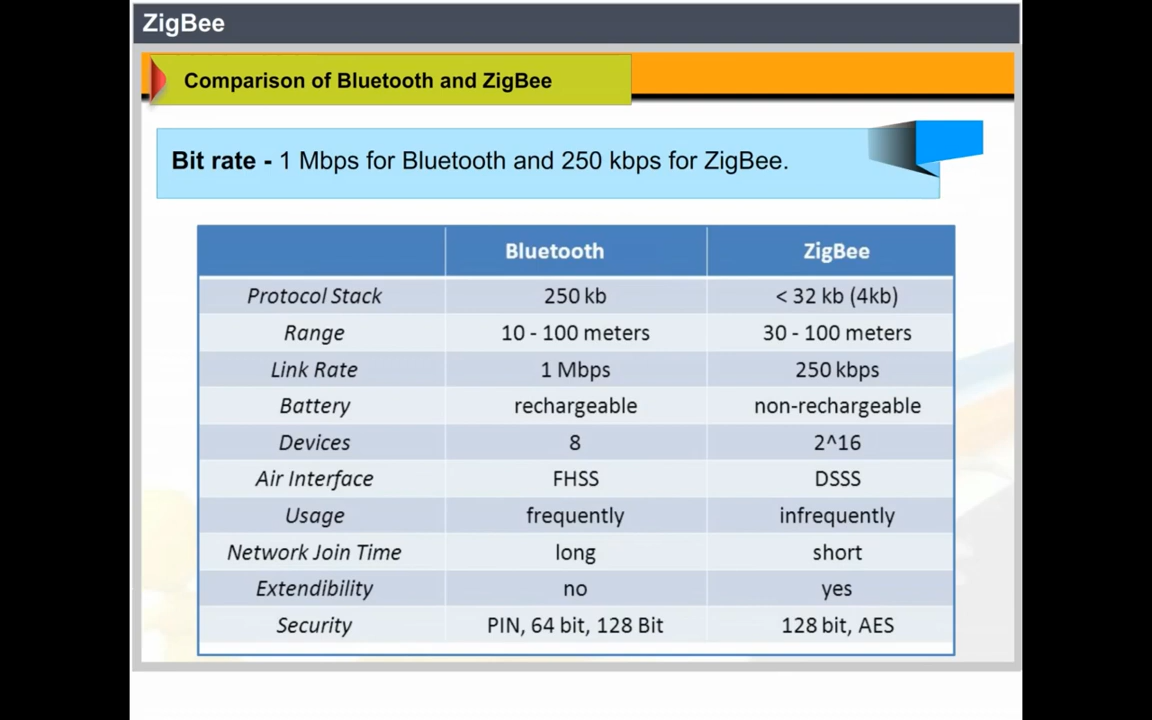 ZigBee
Comparison of Bluetooth and ZigBee
Bit rate - 1 Mbps for Bluetooth and 250 kbps for ZigBee.
Bluetooth ZigBee
Protocol Stack 250 kb < 32 kb (4kb)
Range 10 - 100 meters 30 - 100 meters
Link Rate 1 Mbps 250 kbps
Battery rechargeable non-rechargeable
Devices 8 2^16
Air Interface FHSS DSSS
Usage frequently infrequently
Network Join Time long short
Extendibility no yes
Security PIN, 64 bit, 128 Bit 128 bit, AES